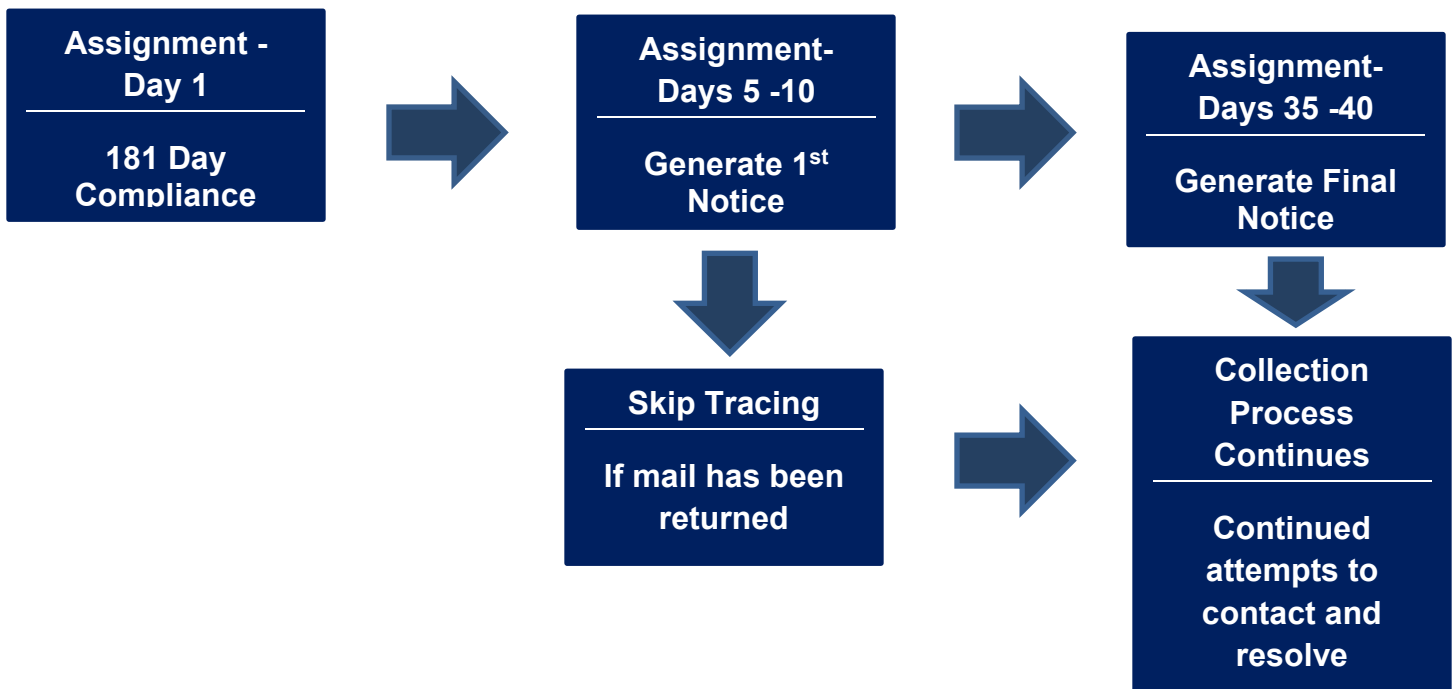 Assignment -
Day 1
181 Day
Compliance
Assignment-
Days 5 -10
Generate 1st
Notice
Assignment-
Days 35 -40
Generate Final
Notice
Skip Tracing
If mail has been
returned
Collection
Process
Continues
Continued
attempts to
contact and
resolve